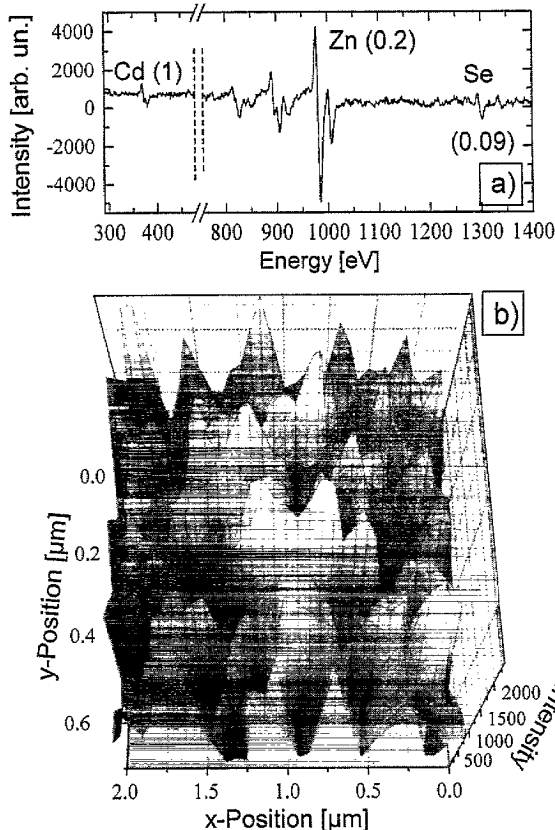 4000
2000
0
-2000
-4000
Intensity [arb. un.]
Cd (1)
Zn (0.2)
Se
(0.09)
a)
300 400 800 900 1000 1100 1200 1300 1400
Energy [eV]
b)
0.0
0.2
0.4
0.6
y-Position [µm]
2000
1500
1000
500
2.0 1.5 1.0 0.5 0.0
x-Position [µm]